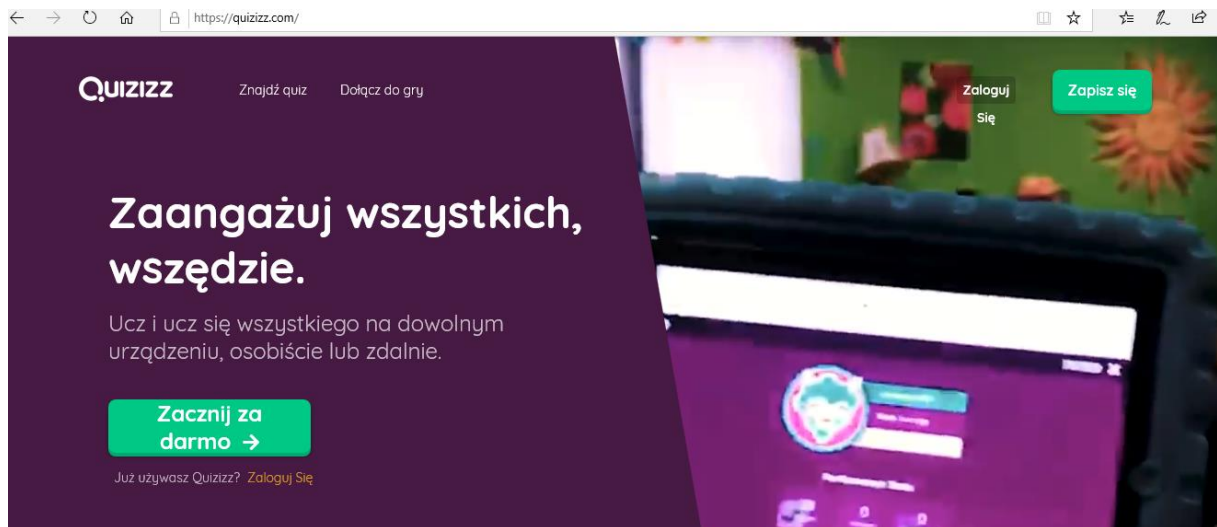 https://quizizz.com/
Quizizz
Znajdź quiz
Dołącz do gry
Zaloguj
Się
Zapisz się
Zaangażuj wszystkich,
wszędzie.
Ucz i ucz się wszystkiego na dowolnym
urządzeniu, osobiście lub zdalnie.
Zacznij za
darmo →
Już używasz Quizizz? Zaloguj Się